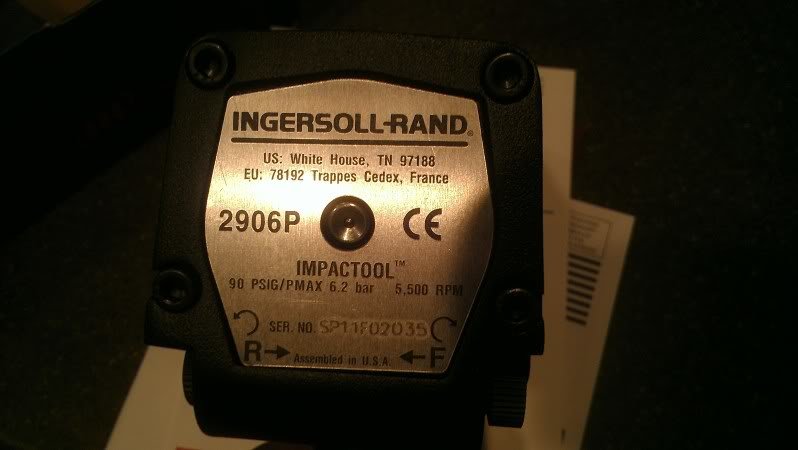 INGERSOLL-RAND®
US: White House, TN 97188
EU: 78192 Trappes Cedex, France
2906P CE
IMPACTOOL™
90 PSIG/PMAX 6.2 bar 5,500 RPM
SER. NO. SP11F02035
R→ Assembled in U.S.A. ←F